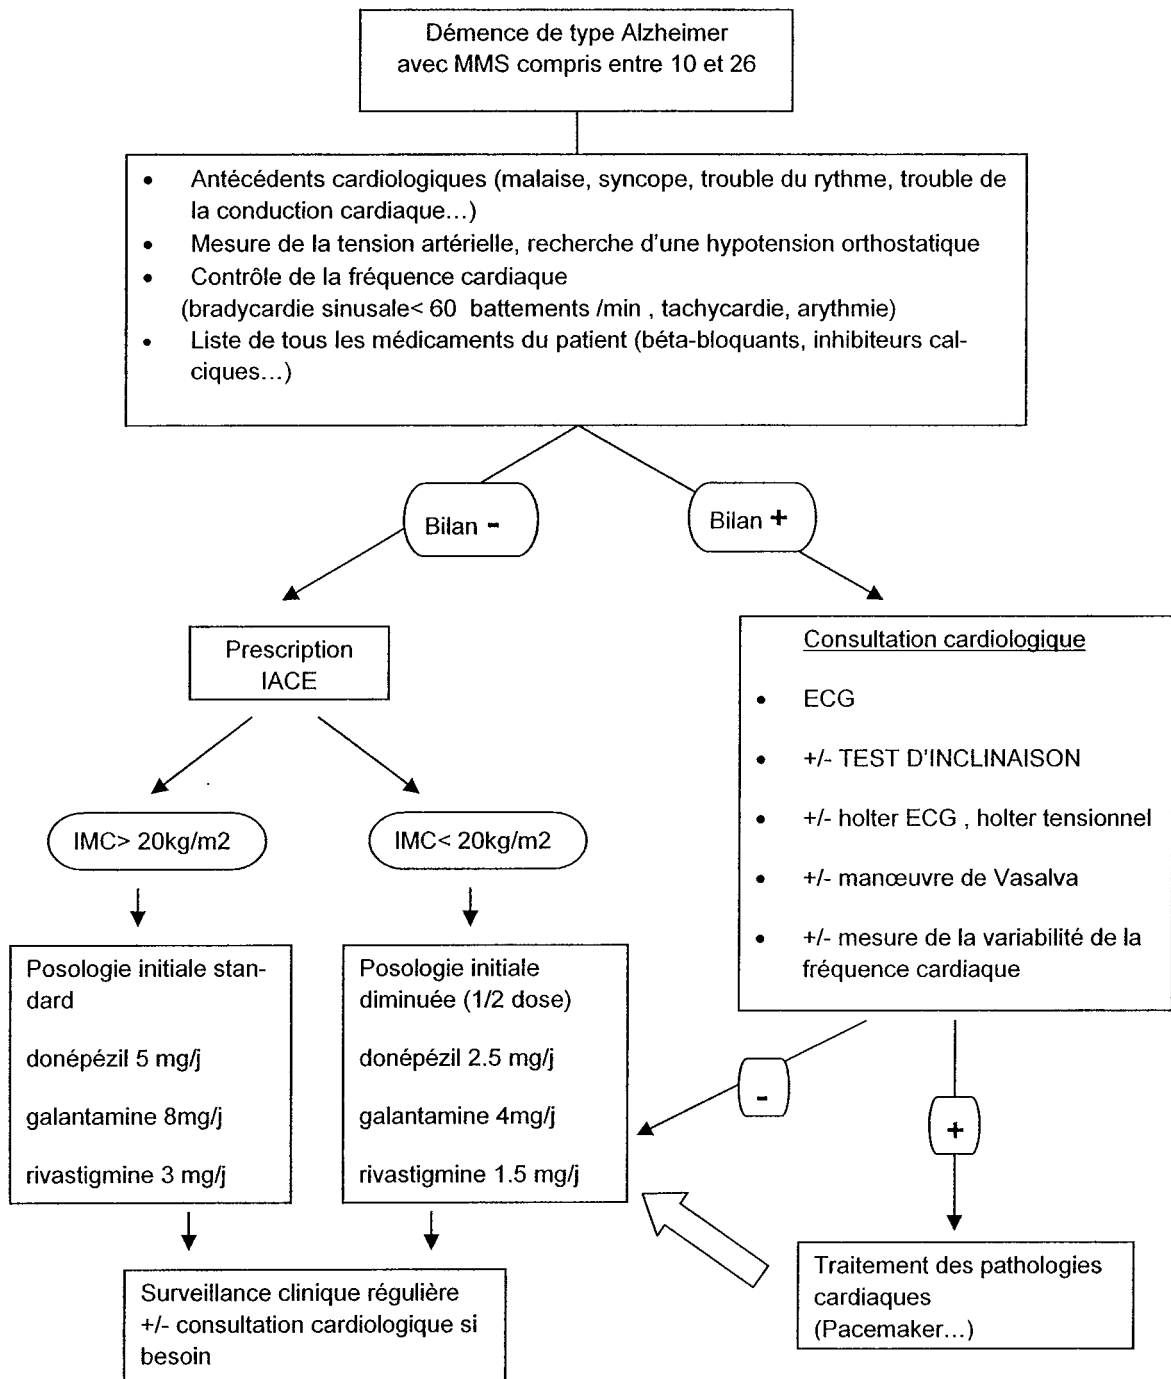 Démence de type Alzheimer
avec MMS compris entre 10 et 26
• Antécédents cardiologiques (malaise, syncope, trouble du rythme, trouble de
la conduction cardiaque…)
• Mesure de la tension artérielle, recherche d'une hypotension orthostatique
• Contrôle de la fréquence cardiaque
(bradycardie sinusale< 60 battements /min , tachycardie, arythmie)
• Liste de tous les médicaments du patient (béta-bloquants, inhibiteurs cal-
ciques…)
Bilan -
Bilan +
Prescription
IACE
IMC> 20kg/m2
IMC< 20kg/m2
Posologie initiale stan-
dard
donépézil 5 mg/j
galantamine 8mg/j
rivastigmine 3 mg/j
Posologie initiale
diminuée (1/2 dose)
donépézil 2.5 mg/j
galantamine 4mg/j
rivastigmine 1.5 mg/j
Consultation cardiologique
• ECG
• +/- TEST D'INCLINAISON
• +/- holter ECG , holter tensionnel
• +/- manœuvre de Vasalva
• +/- mesure de la variabilité de la
fréquence cardiaque
-
+
Traitement des pathologies
cardiaques
(Pacemaker…)
Surveillance clinique régulière
+/- consultation cardiologique si
besoin